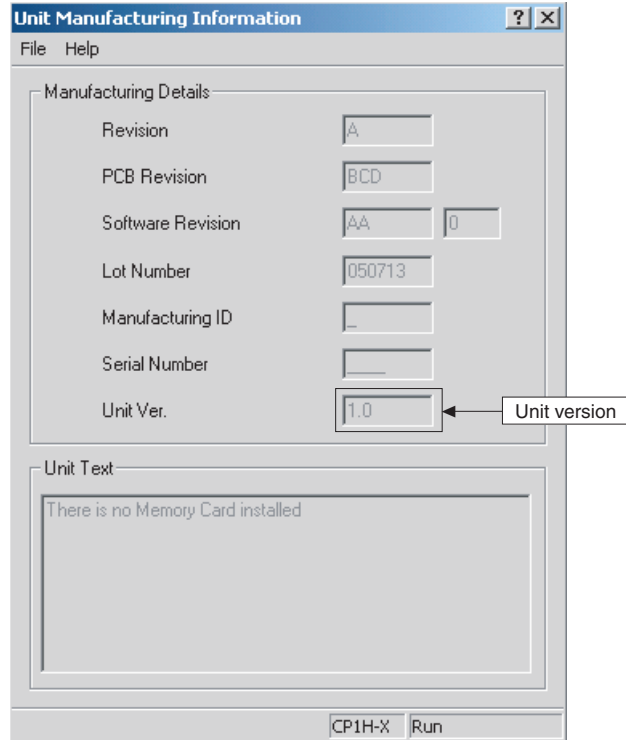 Unit Manufacturing Information
File Help
Manufacturing Details
Revision A
PCB Revision BCD
Software Revision AA 0
Lot Number 050713
Manufacturing ID _
Serial Number ____
Unit Ver. 1.0
Unit version
Unit Text
There is no Memory Card installed
CP1H-X Run